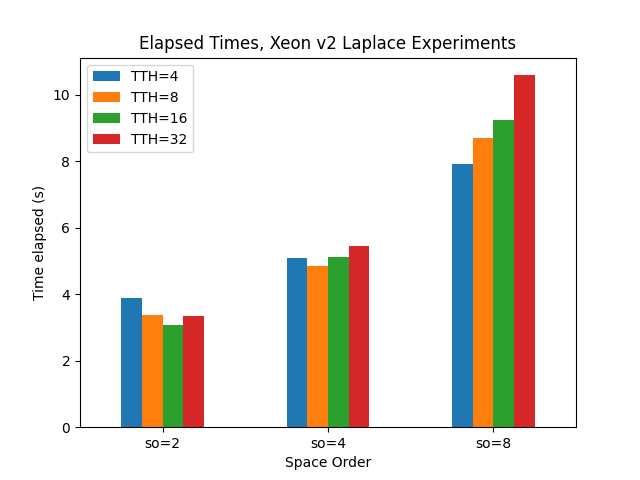 Elapsed Times, Xeon v2 Laplace Experiments
TTH=4
TTH=8
TTH=16
TTH=32
Time elapsed (s)
10
8
6
4
2
0
so=2
so=4
so=8
Space Order